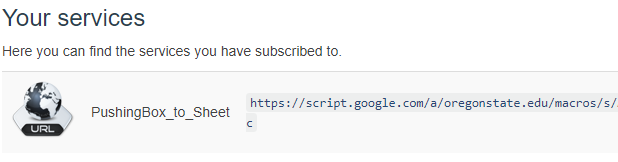 Your services
Here you can find the services you have subscribed to.
PushingBox_to_Sheet https://script.google.com/a/oregonstate.edu/macros/s/
c
URL